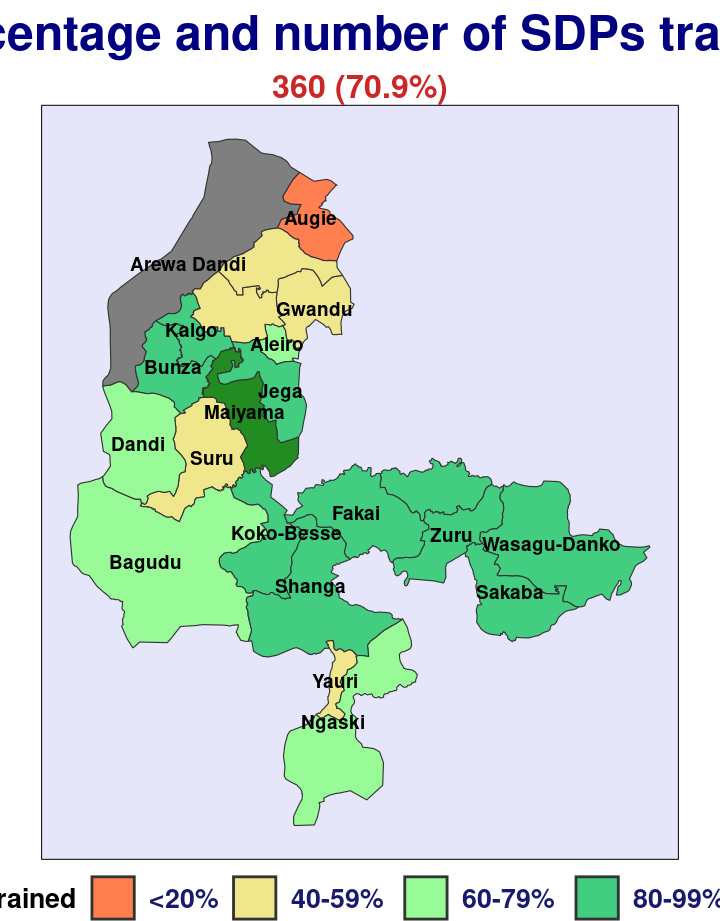 centage and number of SDPs tra
360 (70.9%)
Augie
Arewa Dandi
Gwandu
Kalgo
Aleiro
Bunza
Jega
Maiyama
Dandi
Suru
Fakai
Koko-Besse
Zuru
Wasagu-Danko
Bagudu
Shanga
Sakaba
Yauri
Ngaski
rained <20% 40-59% 60-79% 80-99%